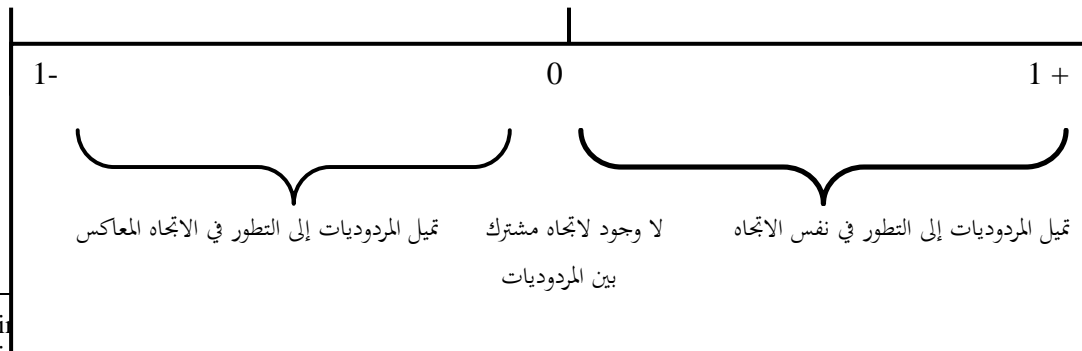 1-
0
1 +
تميل المردوديات إلى التطور في نفس الاتجاه
لا وجود لاتجاه مشترك
بين المردوديات
تميل المردوديات إلى التطور في الاتجاه المعاكس